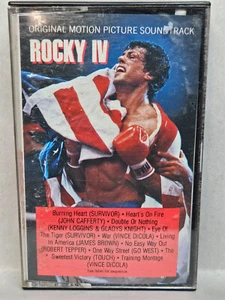 ORIGINAL MOTION PICTURE SOUNDTRACK
ROCKY IV
Burning Heart (SURVIVOR) • Heart's On Fire
(JOHN CAFFERTY) • Double Or Nothing
(KENNY LOGGINS & GLADYS KNIGHT) • Eye Of
The Tiger (SURVIVOR) • War (VINCE DiCOLA) • Living
In America (JAMES BROWN) • No Easy Way Out
(ROBERT TEPPER) • One Way Street (GO WEST) • The
Sweetest Victory (TOUCH) • Training Montage
(VINCE DiCOLA)